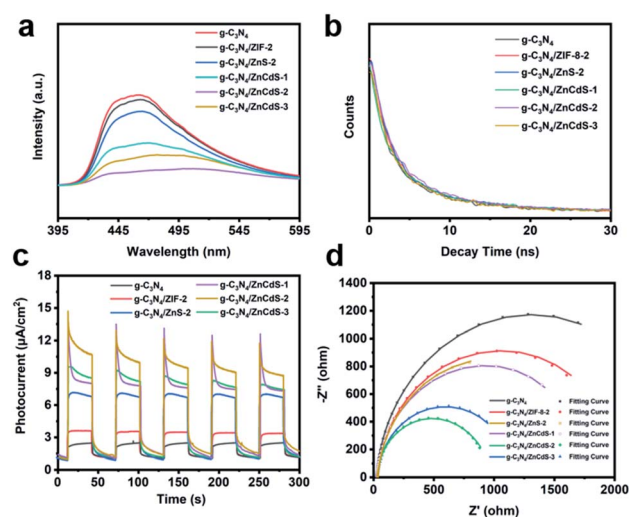 a
g-C3N4
g-C3N4/ZIF-2
g-C3N4/ZnS-2
g-C3N4/ZnCdS-1
g-C3N4/ZnCdS-2
g-C3N4/ZnCdS-3
Intensity (a.u.)
395 445 495 545 595
Wavelength (nm)
b
g-C3N4
g-C3N4/ZIF-8-2
g-C3N4/ZnS-2
g-C3N4/ZnCdS-1
g-C3N4/ZnCdS-2
g-C3N4/ZnCdS-3
Counts
0 10 20 30
Decay Time (ns)
c
18
15
12
9
6
3
0
g-C3N4 g-C3N4/ZnCdS-1
g-C3N4/ZIF-2 g-C3N4/ZnCdS-2
g-C3N4/ZnS-2 g-C3N4/ZnCdS-3
Photocurrent (μA/cm2)
0 50 100 150 200 250 300
Time (s)
d
1400
1200
1000
800
600
400
200
0
-Z'' (ohm)
g-C3N4 Fitting Curve
g-C3N4/ZIF-8-2 Fitting Curve
g-C3N4/ZnS-2 Fitting Curve
g-C3N4/ZnCdS-1 Fitting Curve
g-C3N4/ZnCdS-2 Fitting Curve
g-C3N4/ZnCdS-3 Fitting Curve
0 500 1000 1500 2000
Z' (ohm)